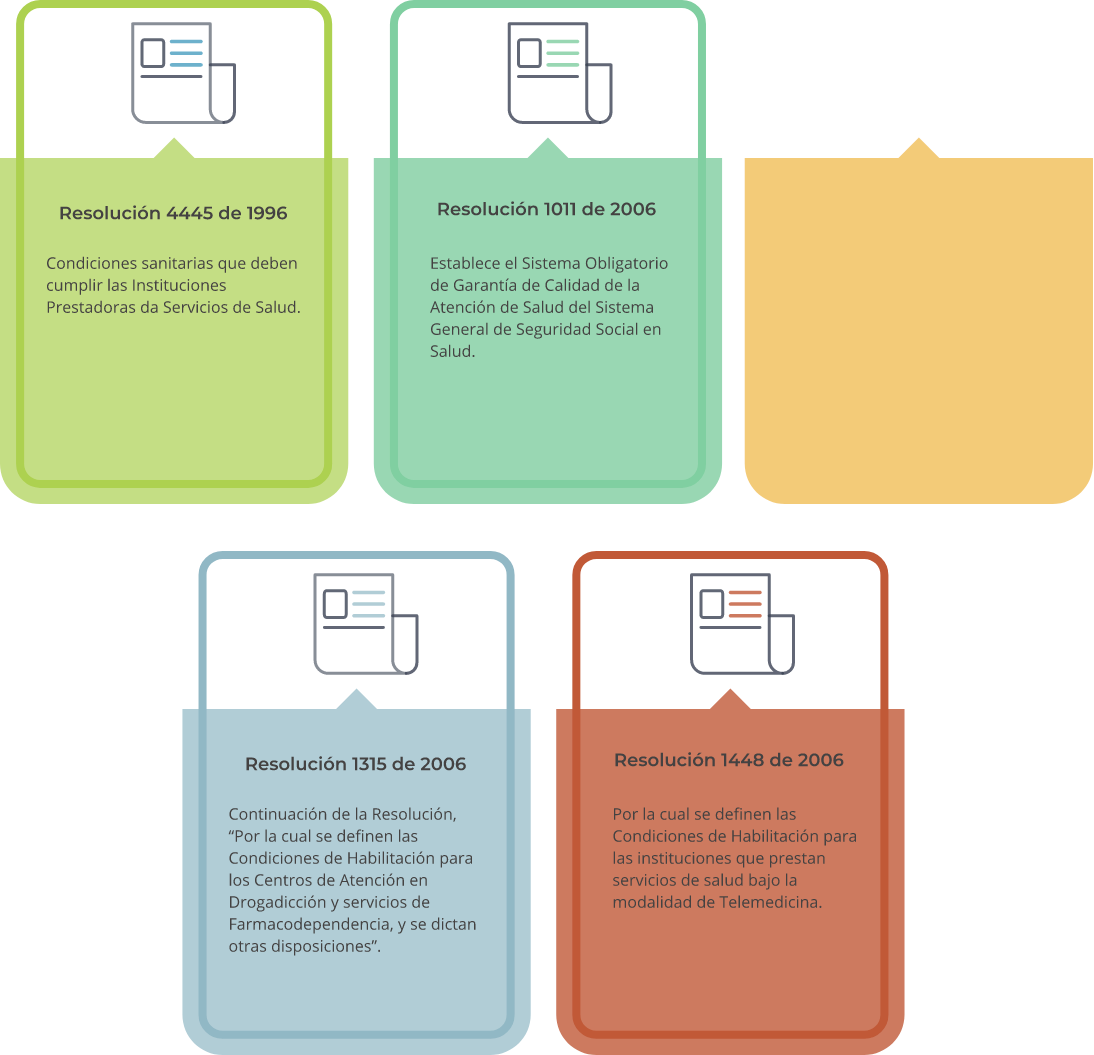 Resolución 4445 de 1996
Condiciones sanitarias que deben
cumplir las Instituciones
Prestadoras da Servicios de Salud.
Resolución 1011 de 2006
Establece el Sistema Obligatorio
de Garantía de Calidad de la
Atención de Salud del Sistema
General de Seguridad Social en
Salud.
Resolución 1315 de 2006
Continuación de la Resolución,
“Por la cual se definen las
Condiciones de Habilitación para
los Centros de Atención en
Drogadicción y servicios de
Farmacodependencia, y se dictan
otras disposiciones”.
Resolución 1448 de 2006
Por la cual se definen las
Condiciones de Habilitación para
las instituciones que prestan
servicios de salud bajo la
modalidad de Telemedicina.